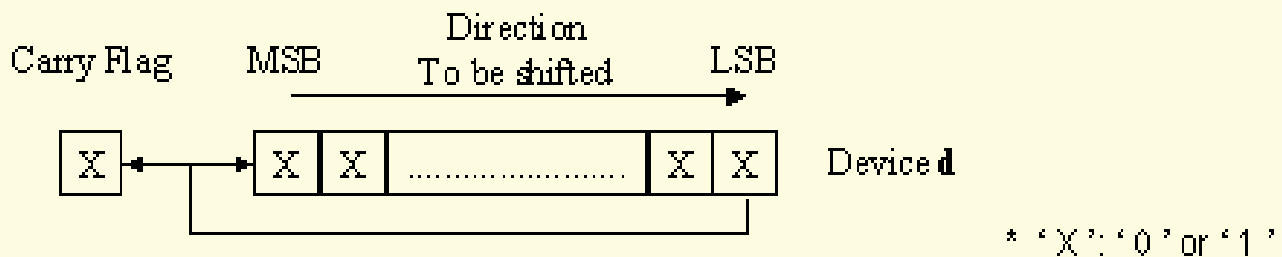 Direction
Carry Flag MSB To be shifted LSB
X X X ........................ X X Device d
* ‘ X ’: ‘ 0 ’ or ‘ 1 ’